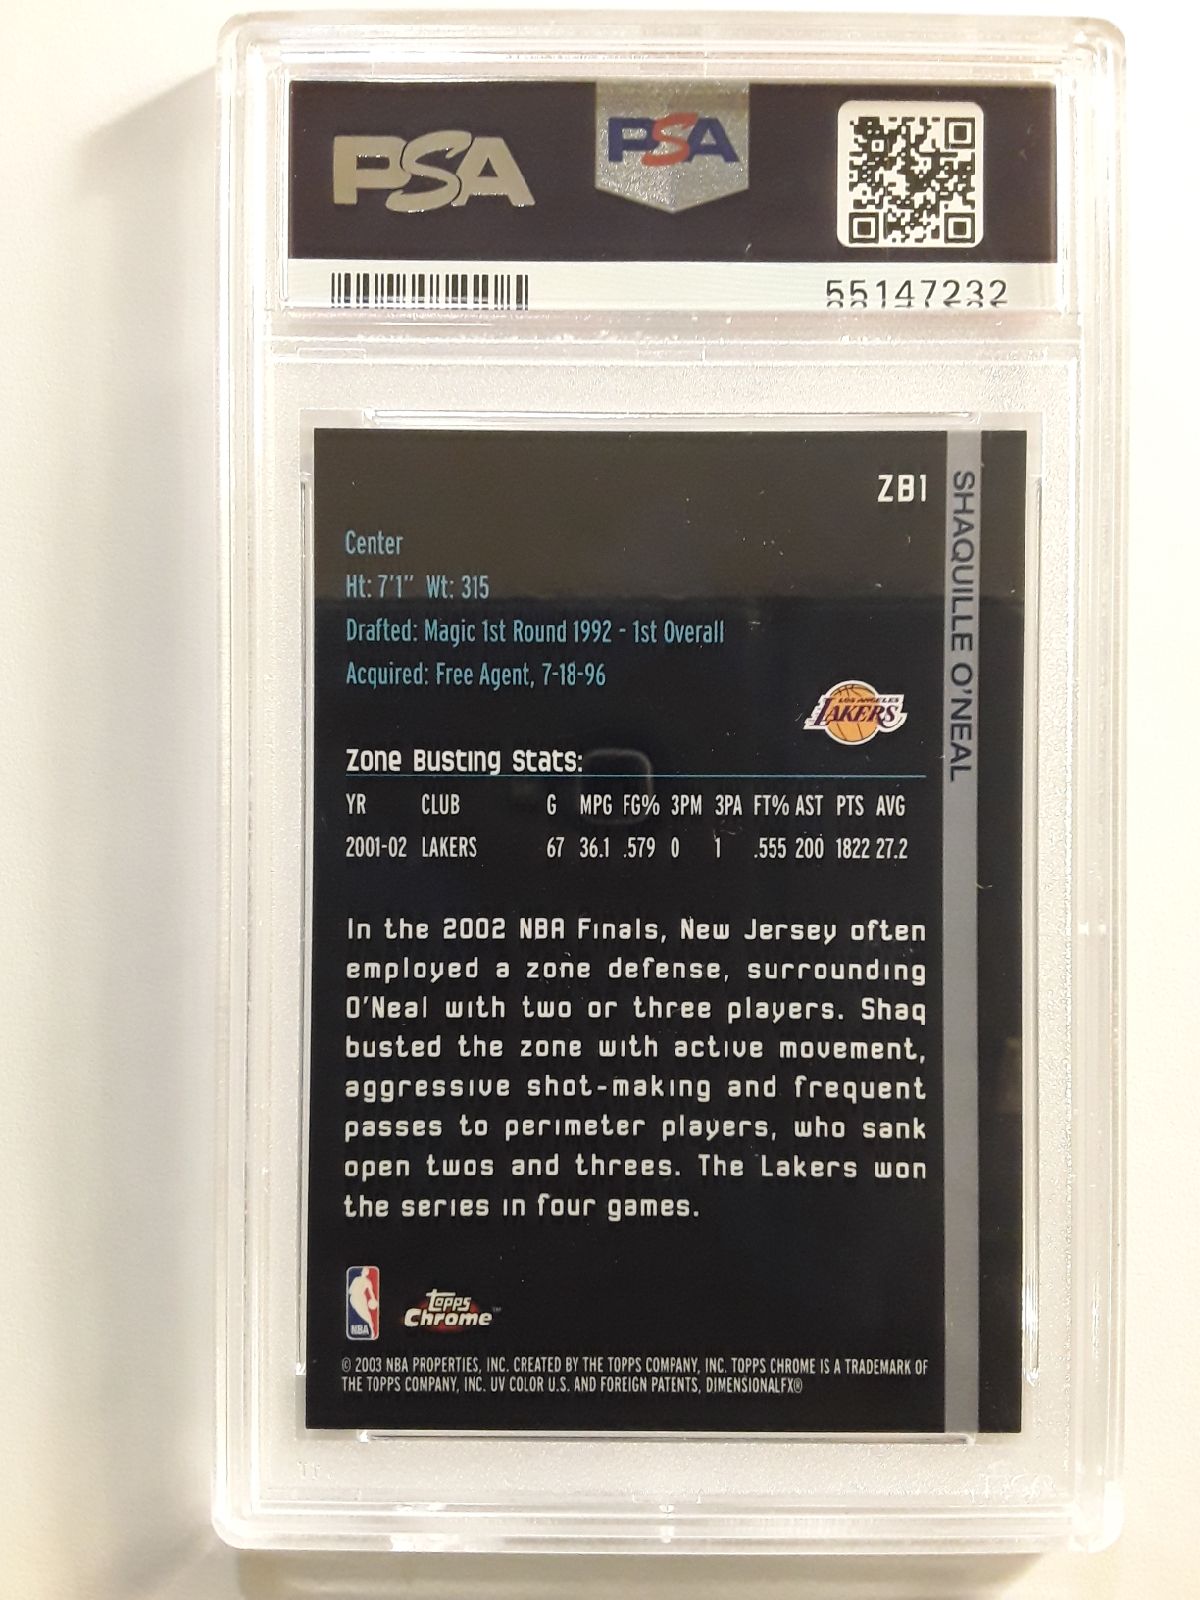 PSA
PSA
55147232
ZB1
SHAQUILLE O'NEAL
Center
Ht: 7'1" Wt: 315
Drafted: Magic 1st Round 1992 - 1st Overall
Acquired: Free Agent, 7-18-96
LOS ANGELES
LAKERS
Zone Busting Stats:
YR CLUB G MPG FG% 3PM 3PA FT% AST PTS AVG
2001-02 LAKERS 67 36.1 .579 0 1 .555 200 1822 27.2
In the 2002 NBA Finals, New Jersey often
employed a zone defense, surrounding
O'Neal with two or three players. Shaq
busted the zone with active movement,
aggressive shot-making and frequent
passes to perimeter players, who sank
open twos and threes. The Lakers won
the series in four games.
NBA
Topps
Chrome™
© 2003 NBA PROPERTIES, INC. CREATED BY THE TOPPS COMPANY, INC. TOPPS CHROME IS A TRADEMARK OF
THE TOPPS COMPANY, INC. UV COLOR U.S. AND FOREIGN PATENTS, DIMENSIONALFX®